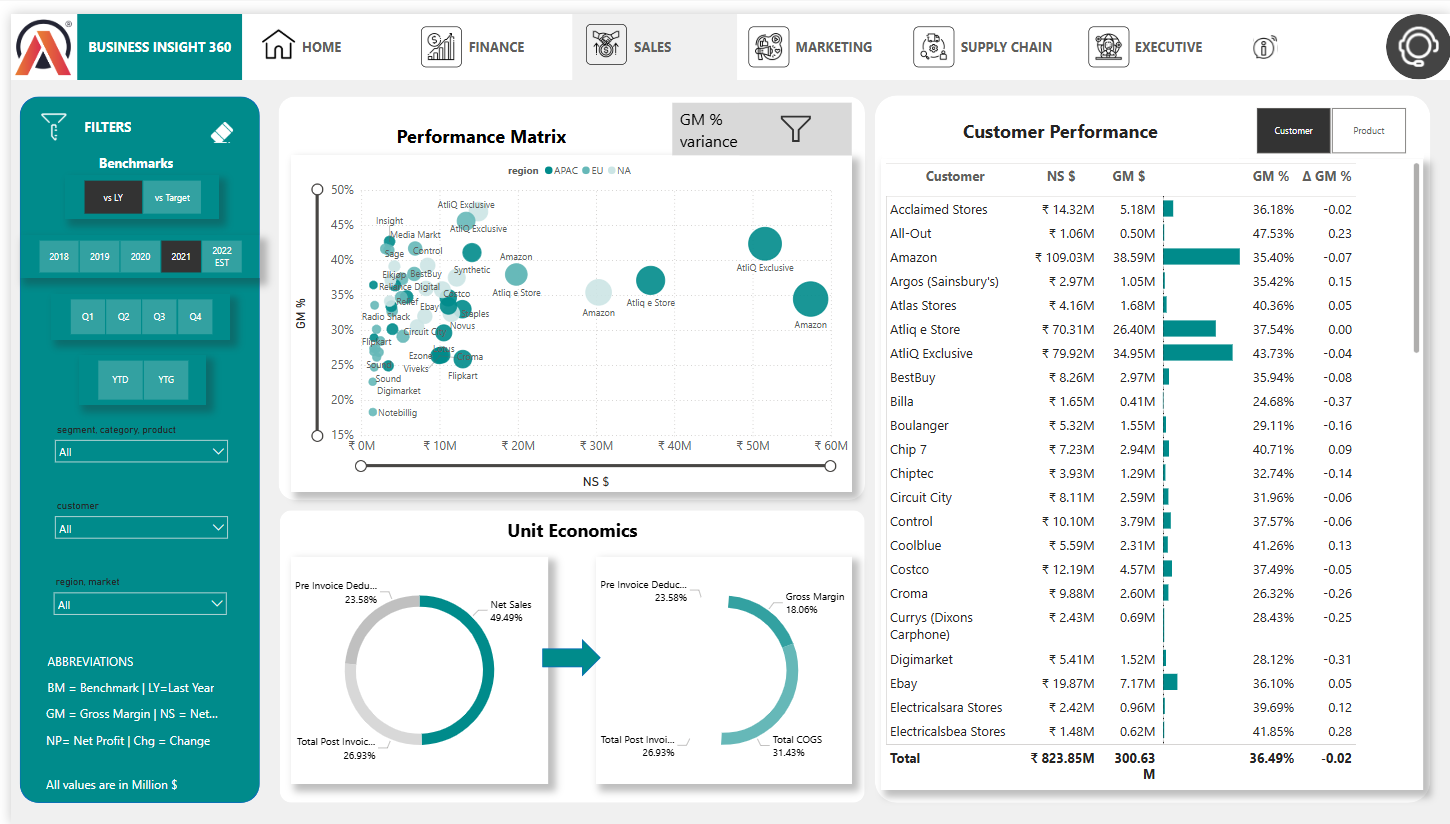 BUSINESS INSIGHT 360
HOME
FINANCE
SALES
MARKETING
SUPPLY CHAIN
EXECUTIVE
FILTERS
Benchmarks
vs LY
vs Target
2018
2019
2020
2021
2022
EST
Q1
Q2
Q3
Q4
YTD
YTG
segment, category, product
All
customer
All
region, market
All
ABBREVIATIONS
BM = Benchmark | LY=Last Year
GM = Gross Margin | NS = Net...
NP= Net Profit | Chg = Change
All values are in Million $
Performance Matrix
GM %
variance
region APAC EU NA
GM %
50%
45%
40%
35%
30%
25%
20%
15%
AtliQ Exclusive
Insight
AtliQ Exclusive
Media Markt
Sage
Control
AtliQ Exclusive
Amazon
Synthetic
Elkjøp
BestBuy
Reliance Digital
Costco
Atliq e Store
Relief
Ebay
Staples
Atliq e Store
Amazon
Amazon
Radio Shack
Novus
Circuit City
Flipkart
Ezone
Croma
Viveks
Flipkart
Sound
Digimarket
Notebillig
₹ 0M
₹ 10M
₹ 20M
₹ 30M
₹ 40M
₹ 50M
₹ 60M
NS $
Unit Economics
Pre Invoice Dedu...
23.58%
Net Sales
49.49%
Total Post Invoic...
26.93%
Pre Invoice Deduc...
23.58%
Gross Margin
18.06%
Total Post Invoi...
26.93%
Total COGS
31.43%
Customer Performance
Customer
Product
Customer NS $ GM $ GM % Δ GM %
Acclaimed Stores ₹ 14.32M 5.18M 36.18% -0.02
All-Out ₹ 1.06M 0.50M 47.53% 0.23
Amazon ₹ 109.03M 38.59M 35.40% -0.07
Argos (Sainsbury's) ₹ 2.97M 1.05M 35.42% 0.15
Atlas Stores ₹ 4.16M 1.68M 40.36% 0.05
Atliq e Store ₹ 70.31M 26.40M 37.54% 0.00
AtliQ Exclusive ₹ 79.92M 34.95M 43.73% -0.04
BestBuy ₹ 8.26M 2.97M 35.94% -0.08
Billa ₹ 1.65M 0.41M 24.68% -0.37
Boulanger ₹ 5.32M 1.55M 29.11% -0.16
Chip 7 ₹ 7.23M 2.94M 40.71% 0.09
Chiptec ₹ 3.93M 1.29M 32.74% -0.14
Circuit City ₹ 8.11M 2.59M 31.96% -0.06
Control ₹ 10.10M 3.79M 37.57% -0.06
Coolblue ₹ 5.59M 2.31M 41.26% 0.13
Costco ₹ 12.19M 4.57M 37.49% -0.05
Croma ₹ 9.88M 2.60M 26.32% -0.26
Currys (Dixons ₹ 2.43M 0.69M 28.43% -0.25
Carphone)
Digimarket ₹ 5.41M 1.52M 28.12% -0.31
Ebay ₹ 19.87M 7.17M 36.10% 0.05
Electricalsara Stores ₹ 2.42M 0.96M 39.69% 0.12
Electricalsbea Stores ₹ 1.48M 0.62M 41.85% 0.28
Total ₹ 823.85M 300.63 36.49% -0.02
M